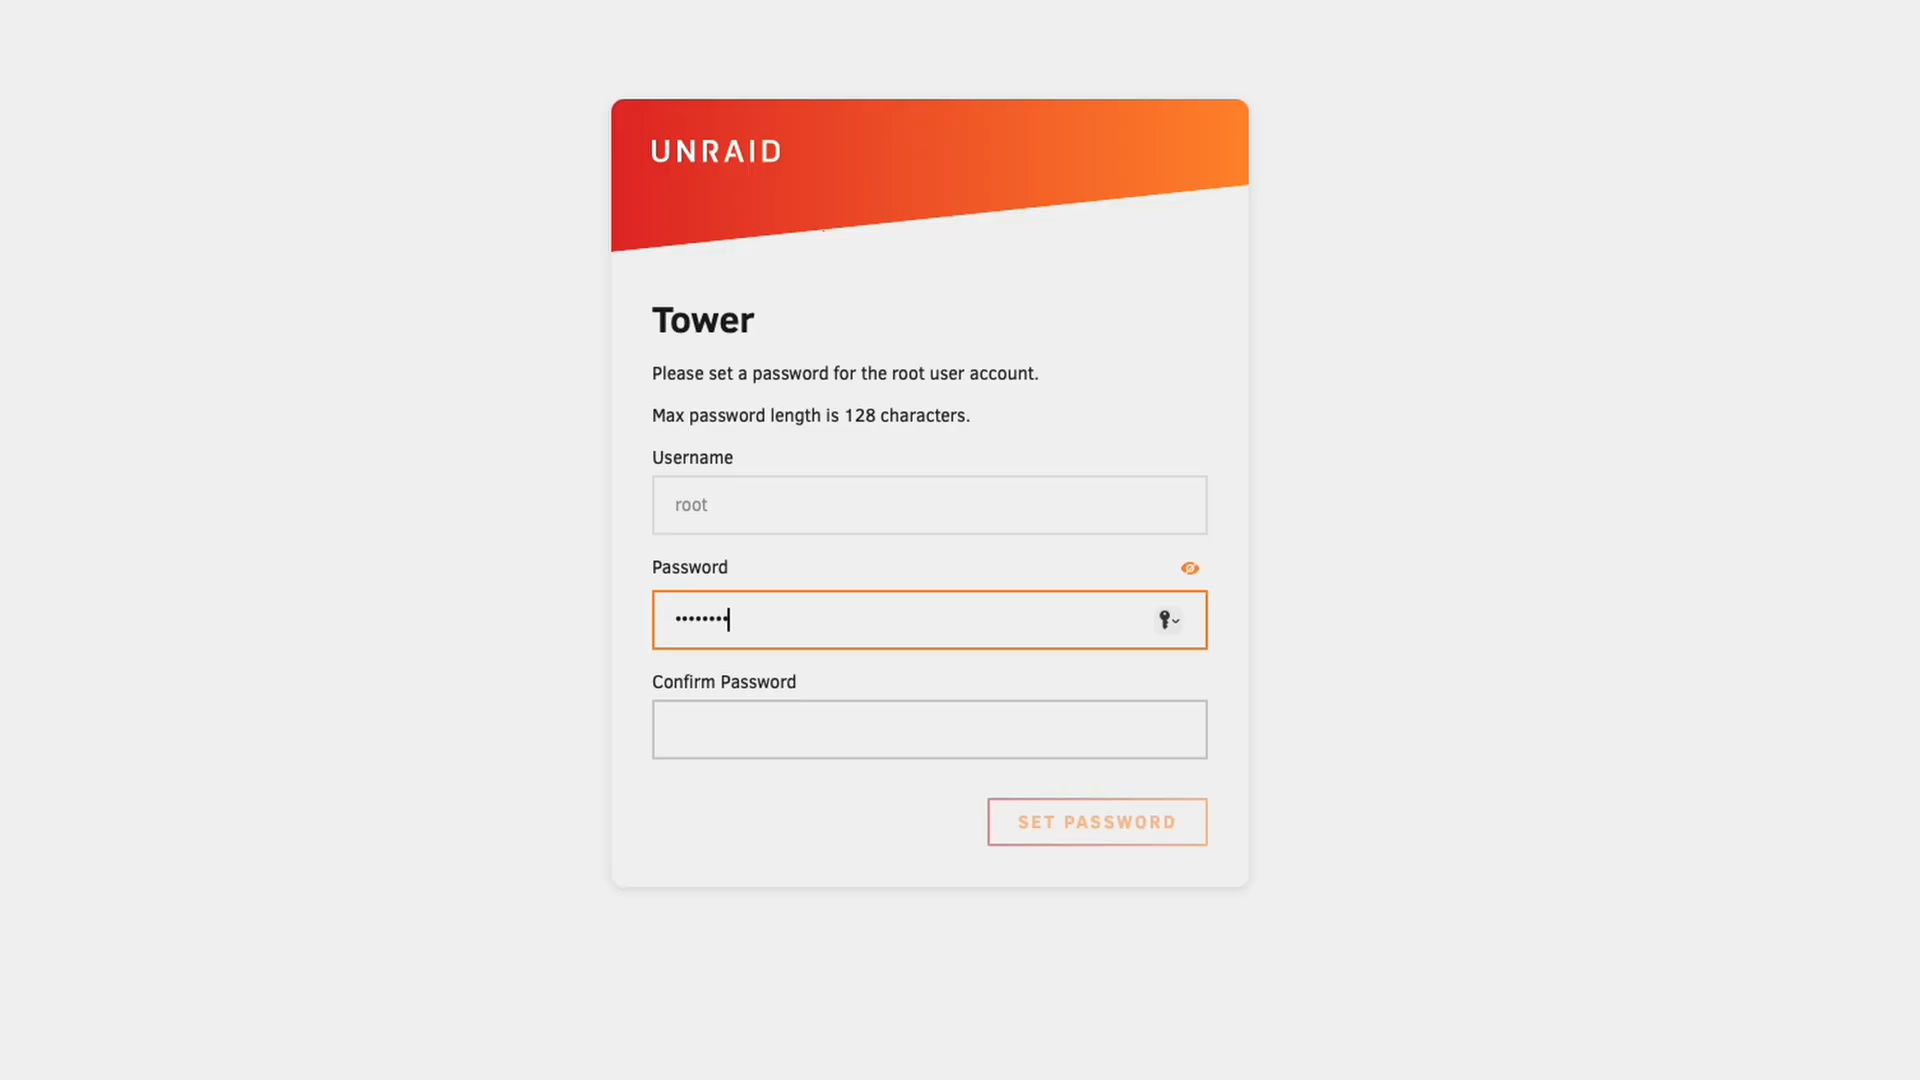 UNRAID
Tower
Please set a password for the root user account.
Max password length is 128 characters.
Username
root
Password
••••••••
Confirm Password
SET PASSWORD